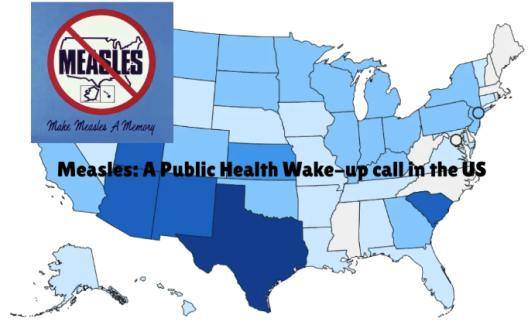 MEASLES
Make Measles A Memory
Measles: A Public Health Wake-up call in the US